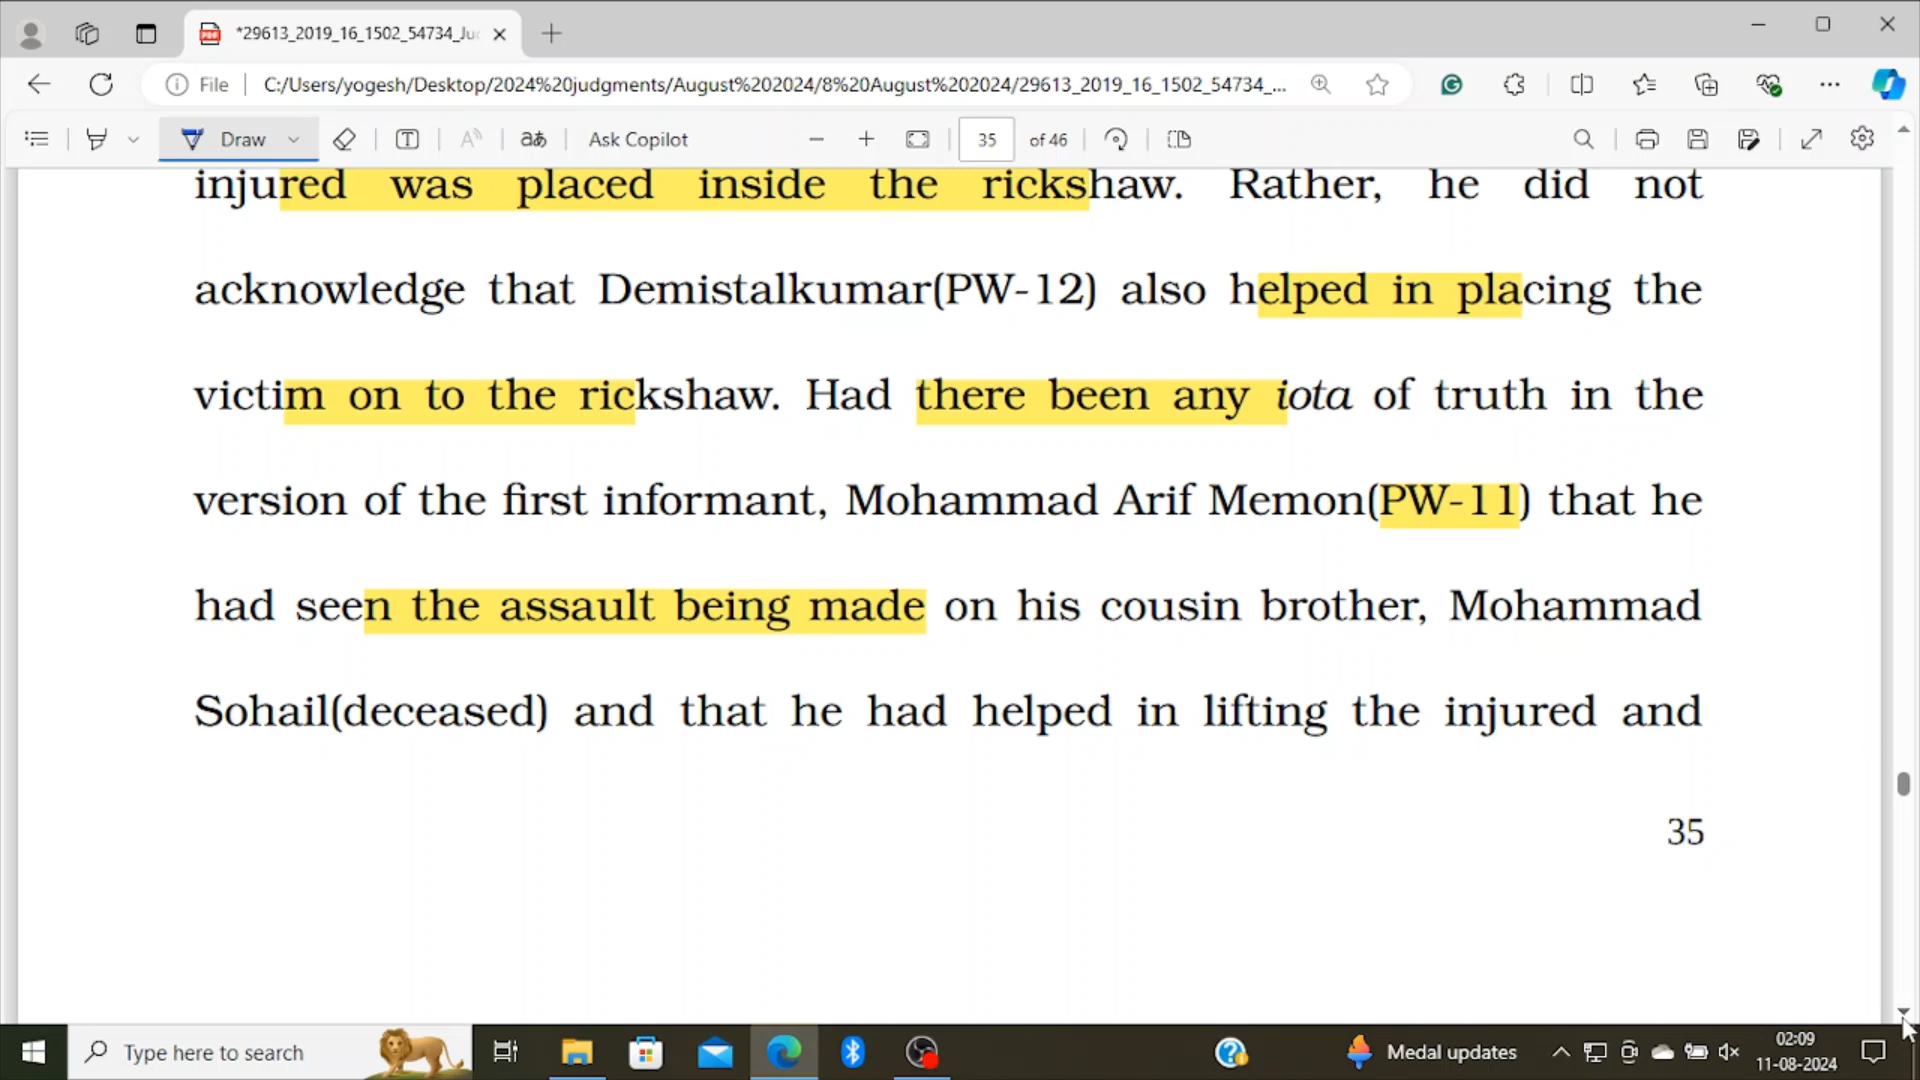 *29613_2019_16_1502_54734_Ju
File
C:/Users/yogesh/Desktop/2024%20judgments/August%202024/8%20August%202024/29613_2019_16_1502_54734_...
Draw
Ask Copilot
35 of 46
injured was placed inside the rickshaw. Rather, he did not
acknowledge that Demistalkumar(PW-12) also helped in placing the
victim on to the rickshaw. Had there been any iota of truth in the
version of the first informant, Mohammad Arif Memon(PW-11) that he
had seen the assault being made on his cousin brother, Mohammad
Sohail(deceased) and that he had helped in lifting the injured and
35
Type here to search
Medal updates
02:09
11-08-2024